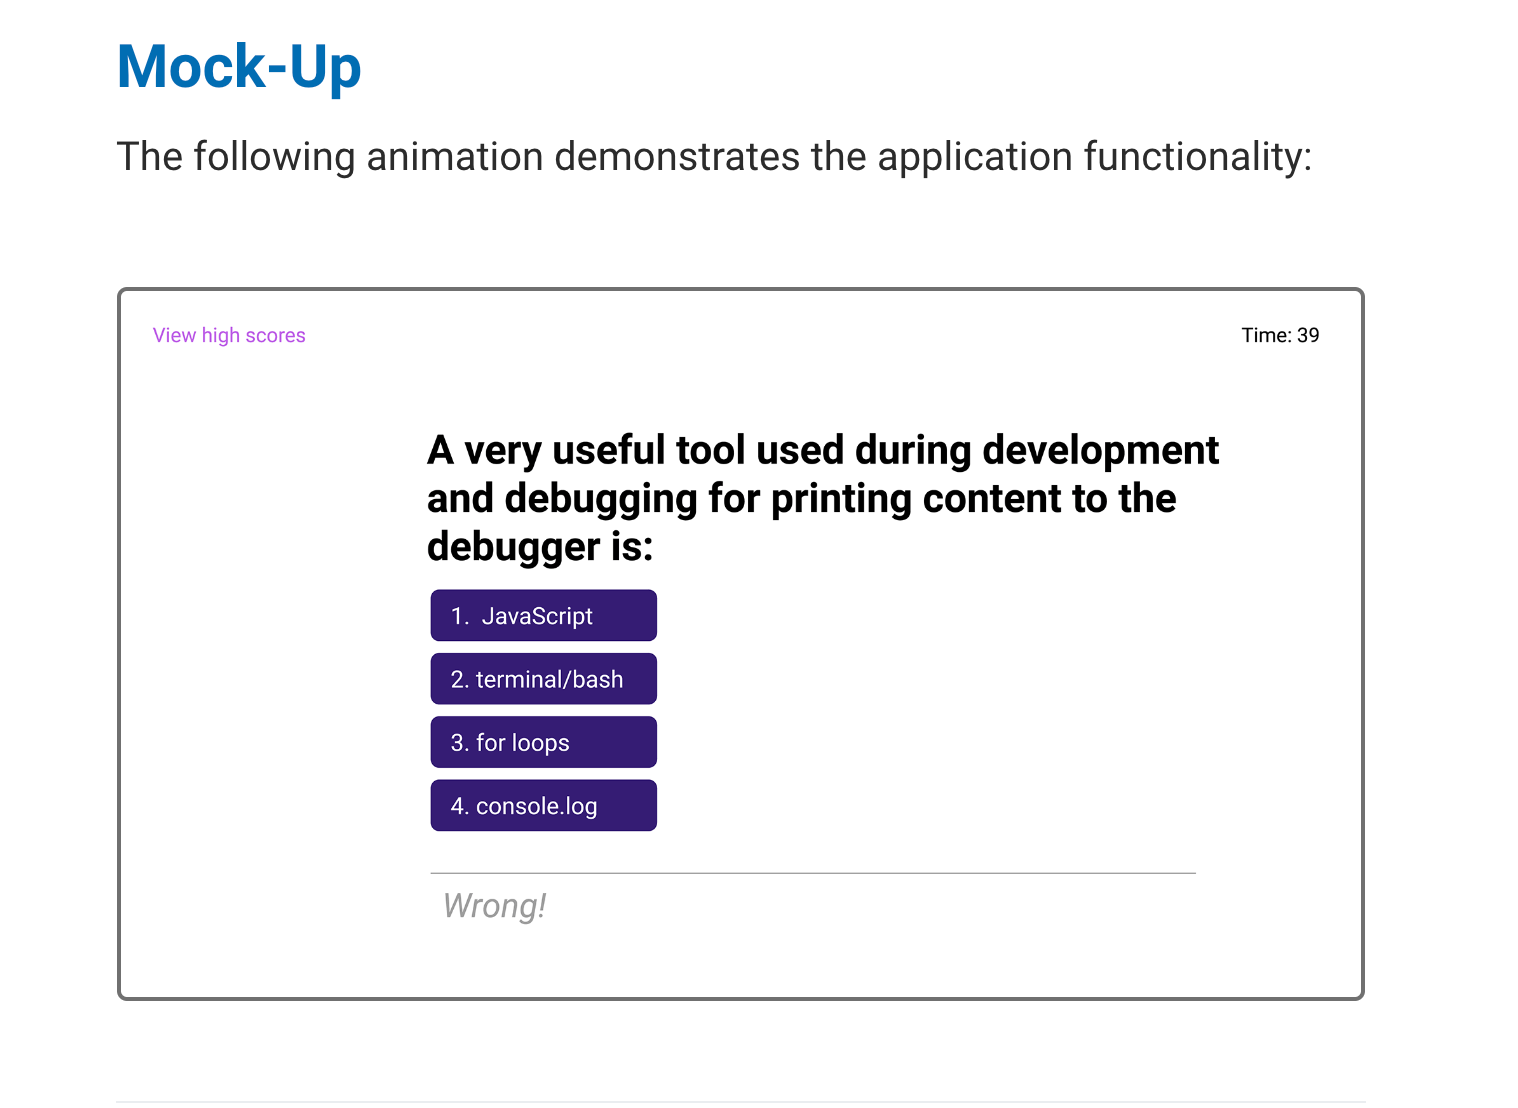 Mock-Up
The following animation demonstrates the application functionality:
View high scores
Time: 39
A very useful tool used during development
and debugging for printing content to the
debugger is:
1. JavaScript
2. terminal/bash
3. for loops
4. console.log
Wrong!